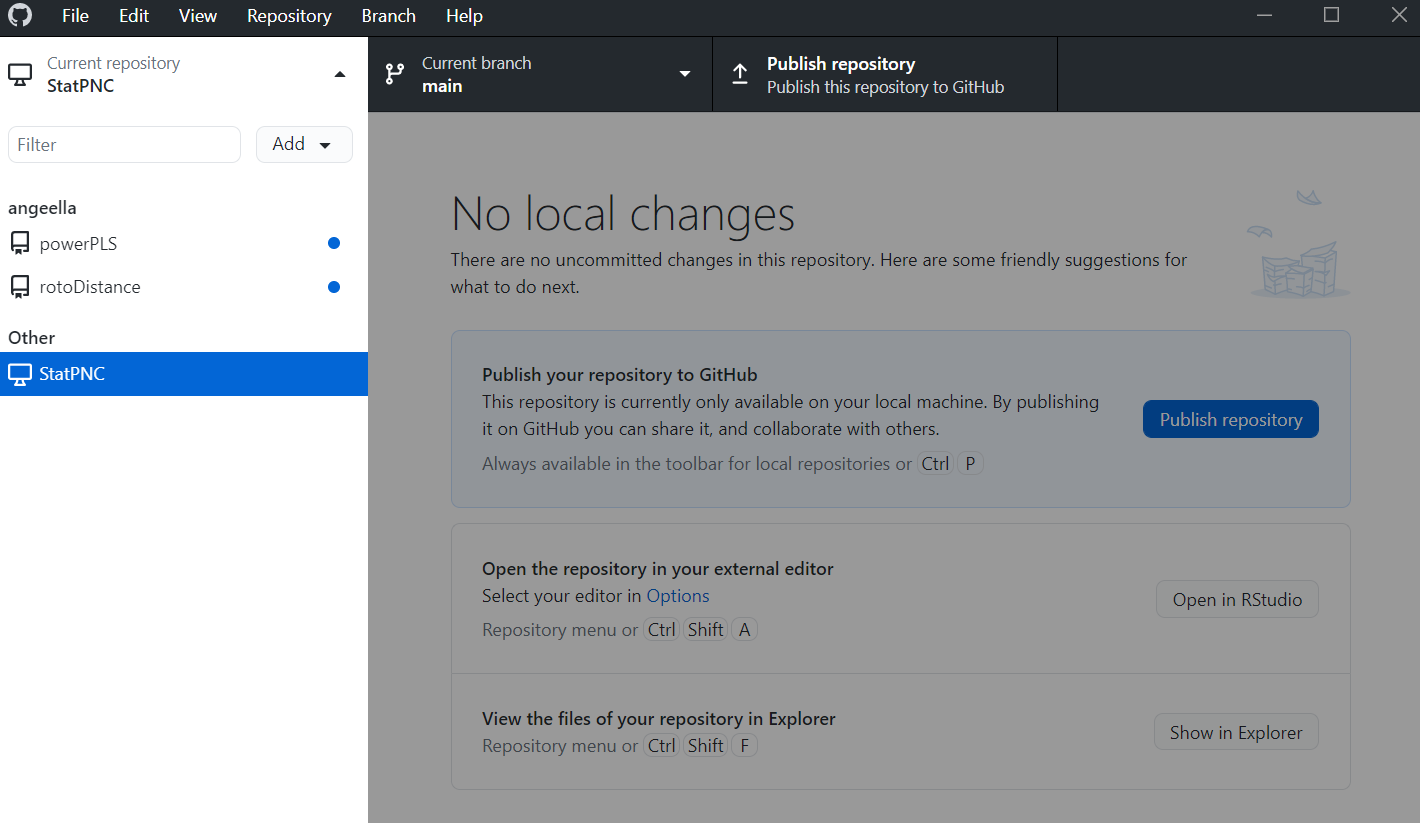 File Edit View Repository Branch Help
Current repository
StatPNC
Current branch
main
Publish repository
Publish this repository to GitHub
Filter
Add
angeella
powerPLS
rotoDistance
Other
StatPNC
No local changes
There are no uncommitted changes in this repository. Here are some friendly suggestions for
what to do next.
Publish your repository to GitHub
This repository is currently only available on your local machine. By publishing
it on GitHub you can share it, and collaborate with others.
Always available in the toolbar for local repositories or Ctrl P
Publish repository
Open the repository in your external editor
Select your editor in Options
Repository menu or Ctrl Shift A
Open in RStudio
View the files of your repository in Explorer
Repository menu or Ctrl Shift F
Show in Explorer